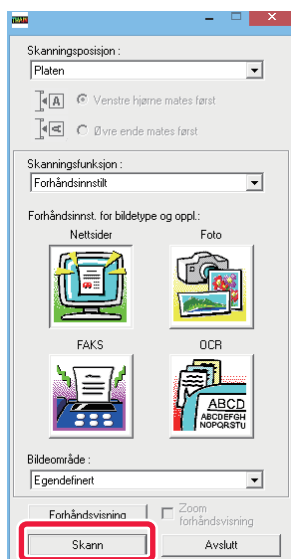 Skanningsposisjon :
Platen
A Venstre hjørne mates først
A Øvre ende mates først
Skanningsfunksjon :
Forhåndsinnstilt
Forhåndsinnst. for bildetype og oppl.:
Nettsider Foto
FAKS OCR
ABCD
ABCDEFGH
NOPQRSTU
Bildeområde :
Egendefinert
Forhåndsvisning Zoom forhåndsvisning
Skann Avslutt